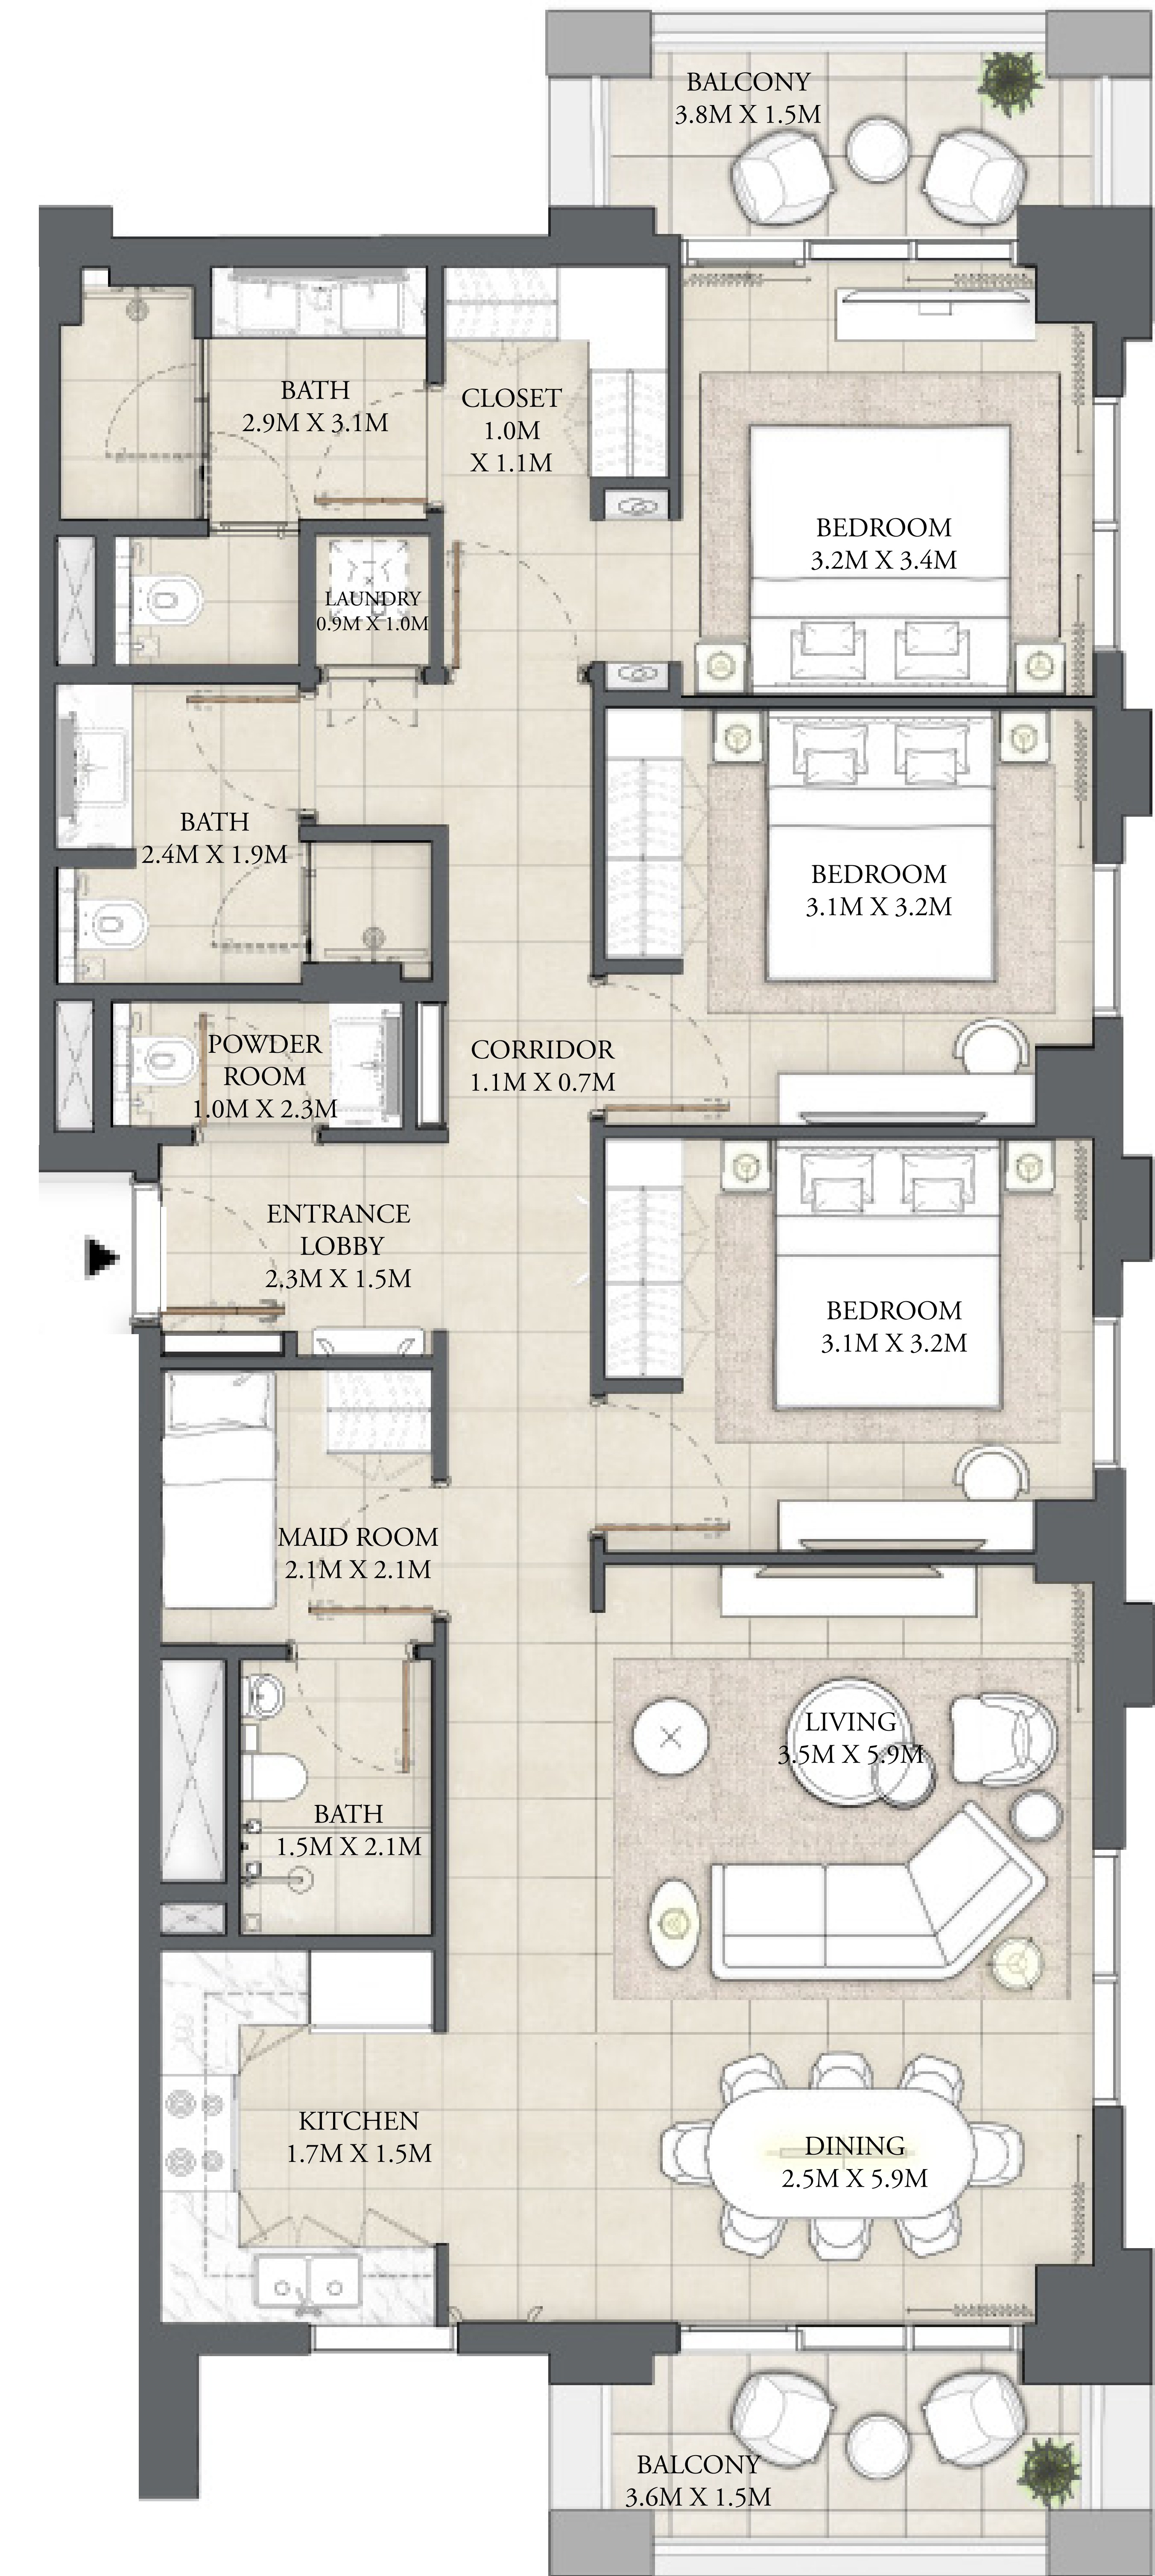 BALCONY
3.8M X 1.5M
BATH
2.9M X 3.1M
CLOSET
1.0M
X 1.1M
BEDROOM
3.2M X 3.4M
LAUNDRY
0.9M X 1.0M
BATH
2.4M X 1.9M
BEDROOM
3.1M X 3.2M
POWDER
ROOM
1.0M X 2.3M
CORRIDOR
1.1M X 0.7M
ENTRANCE
LOBBY
2.3M X 1.5M
BEDROOM
3.1M X 3.2M
MAID ROOM
2.1M X 2.1M
LIVING
3.5M X 5.9M
BATH
1.5M X 2.1M
KITCHEN
1.7M X 1.5M
DINING
2.5M X 5.9M
BALCONY
3.6M X 1.5M